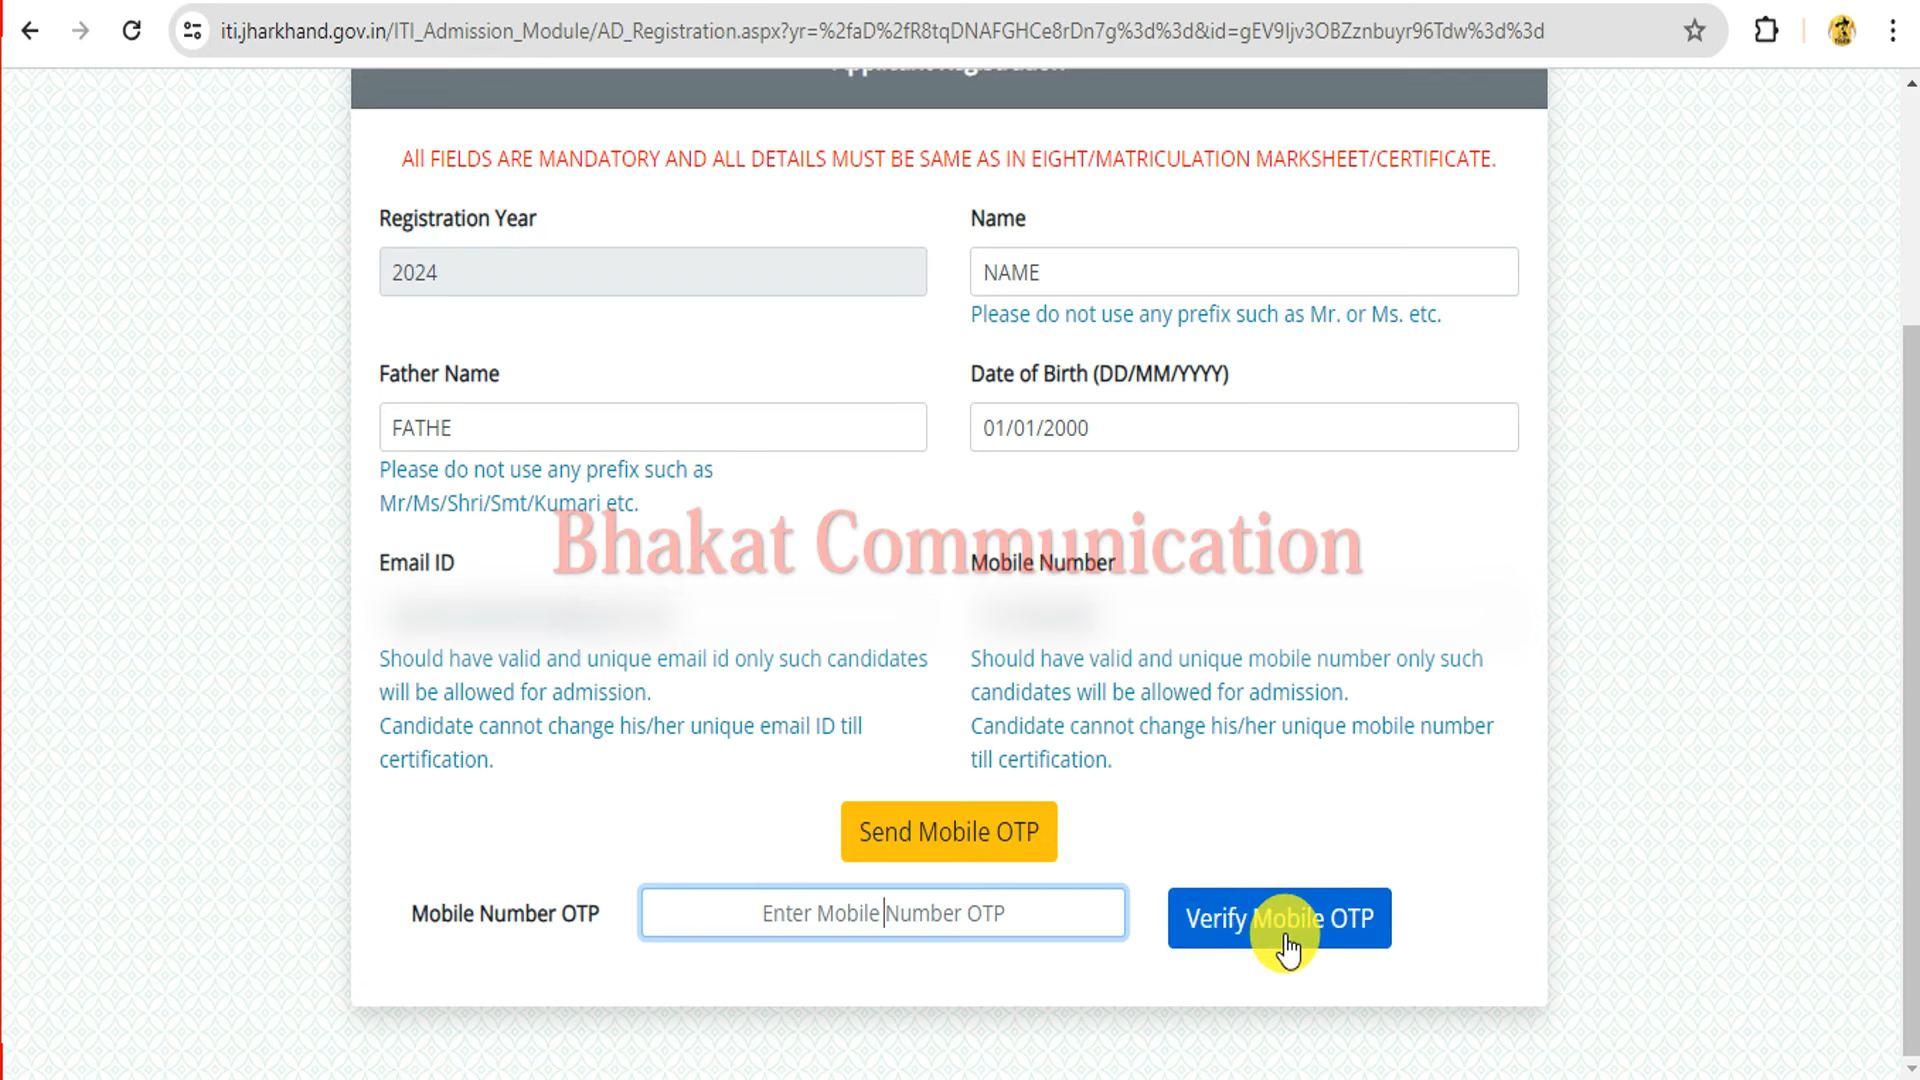 iti.jharkhand.gov.in/ITI_Admission_Module/AD_Registration.aspx?yr=%2faD%2fR8tqDNAFGHCe8rDn7g%3d%3d&id=gEV9Ijv3OBZznbuyr96Tdw%3d%3d
Applicant Registration
All FIELDS ARE MANDATORY AND ALL DETAILS MUST BE SAME AS IN EIGHT/MATRICULATION MARKSHEET/CERTIFICATE.
Registration Year
2024
Name
NAME
Please do not use any prefix such as Mr. or Ms. etc.
Father Name
FATHE
Please do not use any prefix such as
Mr/Ms/Shri/Smt/Kumari etc.
Date of Birth (DD/MM/YYYY)
01/01/2000
Bhakat Communication
Email ID
Should have valid and unique email id only such candidates
will be allowed for admission.
Candidate cannot change his/her unique email ID till
certification.
Mobile Number
Should have valid and unique mobile number only such
candidates will be allowed for admission.
Candidate cannot change his/her unique mobile number
till certification.
Send Mobile OTP
Mobile Number OTP
Enter Mobile Number OTP
Verify Mobile OTP